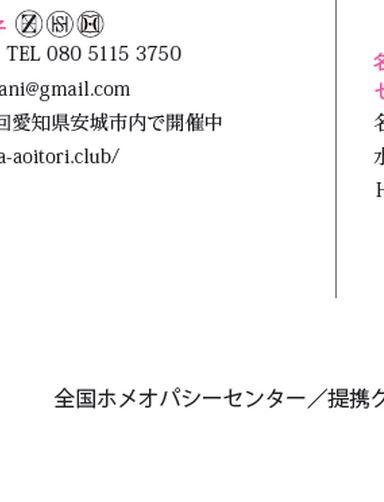 TEL 080 5115 3750
ani@gmail.com
回愛知県安城市内で開催中
a-aoitori.club/
名
セ
名
水
H
全国ホメオパシーセンター／提携ク